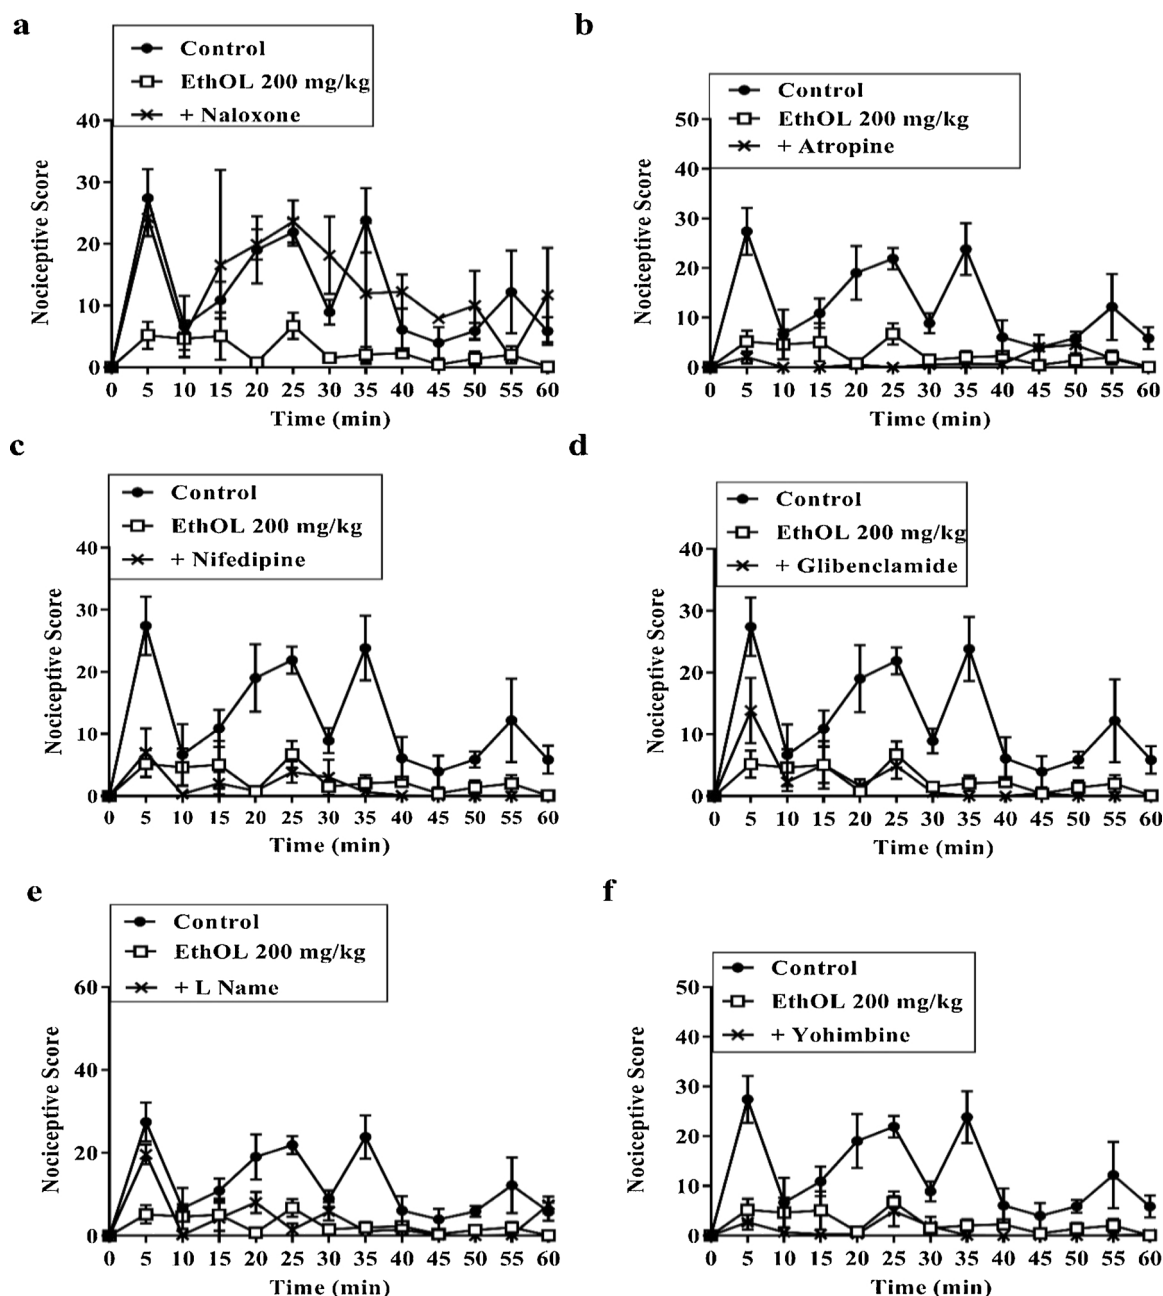 a
Control
EthOL 200 mg/kg
+ Naloxone
40
30
20
10
0
Nociceptive Score
0 5 10 15 20 25 30 35 40 45 50 55 60
Time (min)
b
Control
EthOL 200 mg/kg
+ Atropine
50
40
30
20
10
0
Nociceptive Score
0 5 10 15 20 25 30 35 40 45 50 55 60
Time (min)
c
Control
EthOL 200 mg/kg
+ Nifedipine
40
30
20
10
0
Nociceptive Score
0 5 10 15 20 25 30 35 40 45 50 55 60
Time (min)
d
Control
EthOL 200 mg/kg
+ Glibenclamide
40
30
20
10
0
Nociceptive Score
0 5 10 15 20 25 30 35 40 45 50 55 60
Time (min)
e
Control
EthOL 200 mg/kg
+ L Name
60
40
20
0
Nociceptive Score
0 5 10 15 20 25 30 35 40 45 50 55 60
Time (min)
f
Control
EthOL 200 mg/kg
+ Yohimbine
50
40
30
20
10
0
Nociceptive Score
0 5 10 15 20 25 30 35 40 45 50 55 60
Time (min)